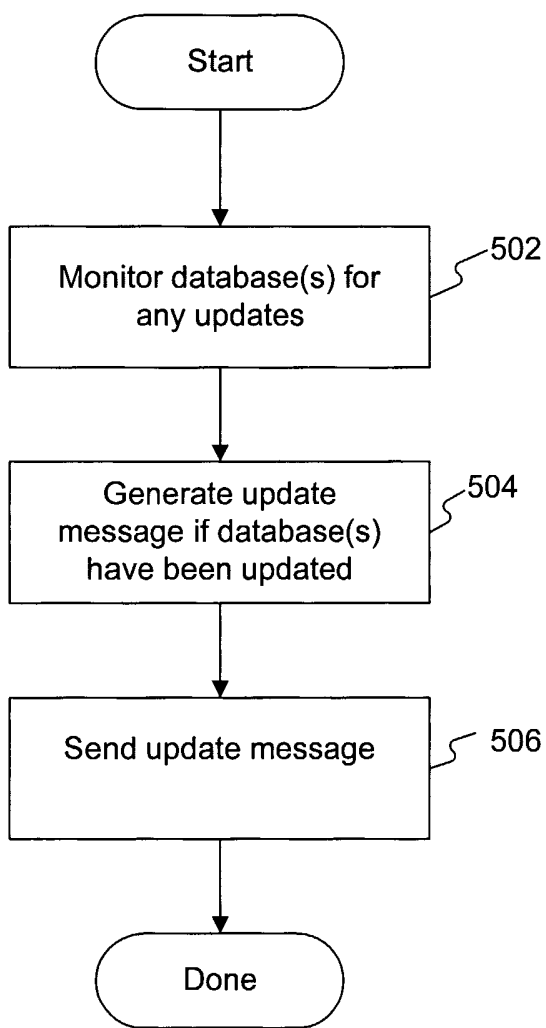 Start
502
Monitor database(s) for
any updates
504
Generate update
message if database(s)
have been updated
506
Send update message
Done